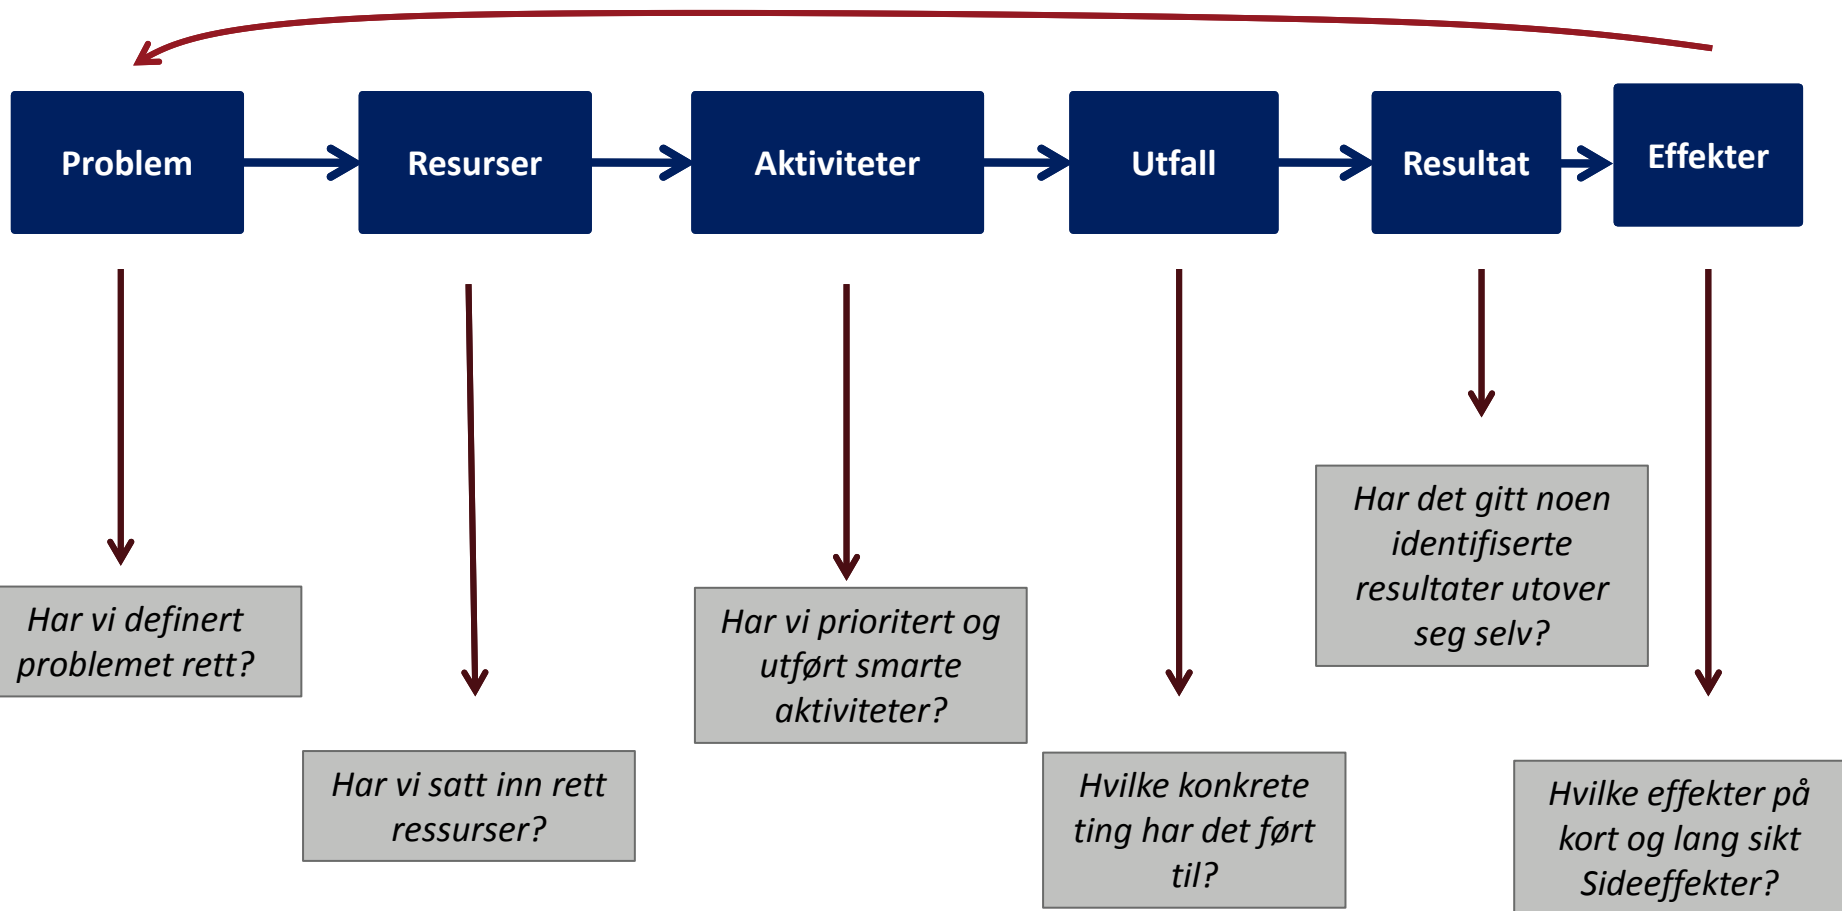 Problem
Resurser
Aktiviteter
Utfall
Resultat
Effekter
Har vi definert
problemet rett?
Har vi satt inn rett
ressurser?
Har vi prioritert og
utført smarte
aktiviteter?
Hvilke konkrete
ting har det ført
til?
Har det gitt noen
identifiserte
resultater utover
seg selv?
Hvilke effekter på
kort og lang sikt
Sideeffekter?